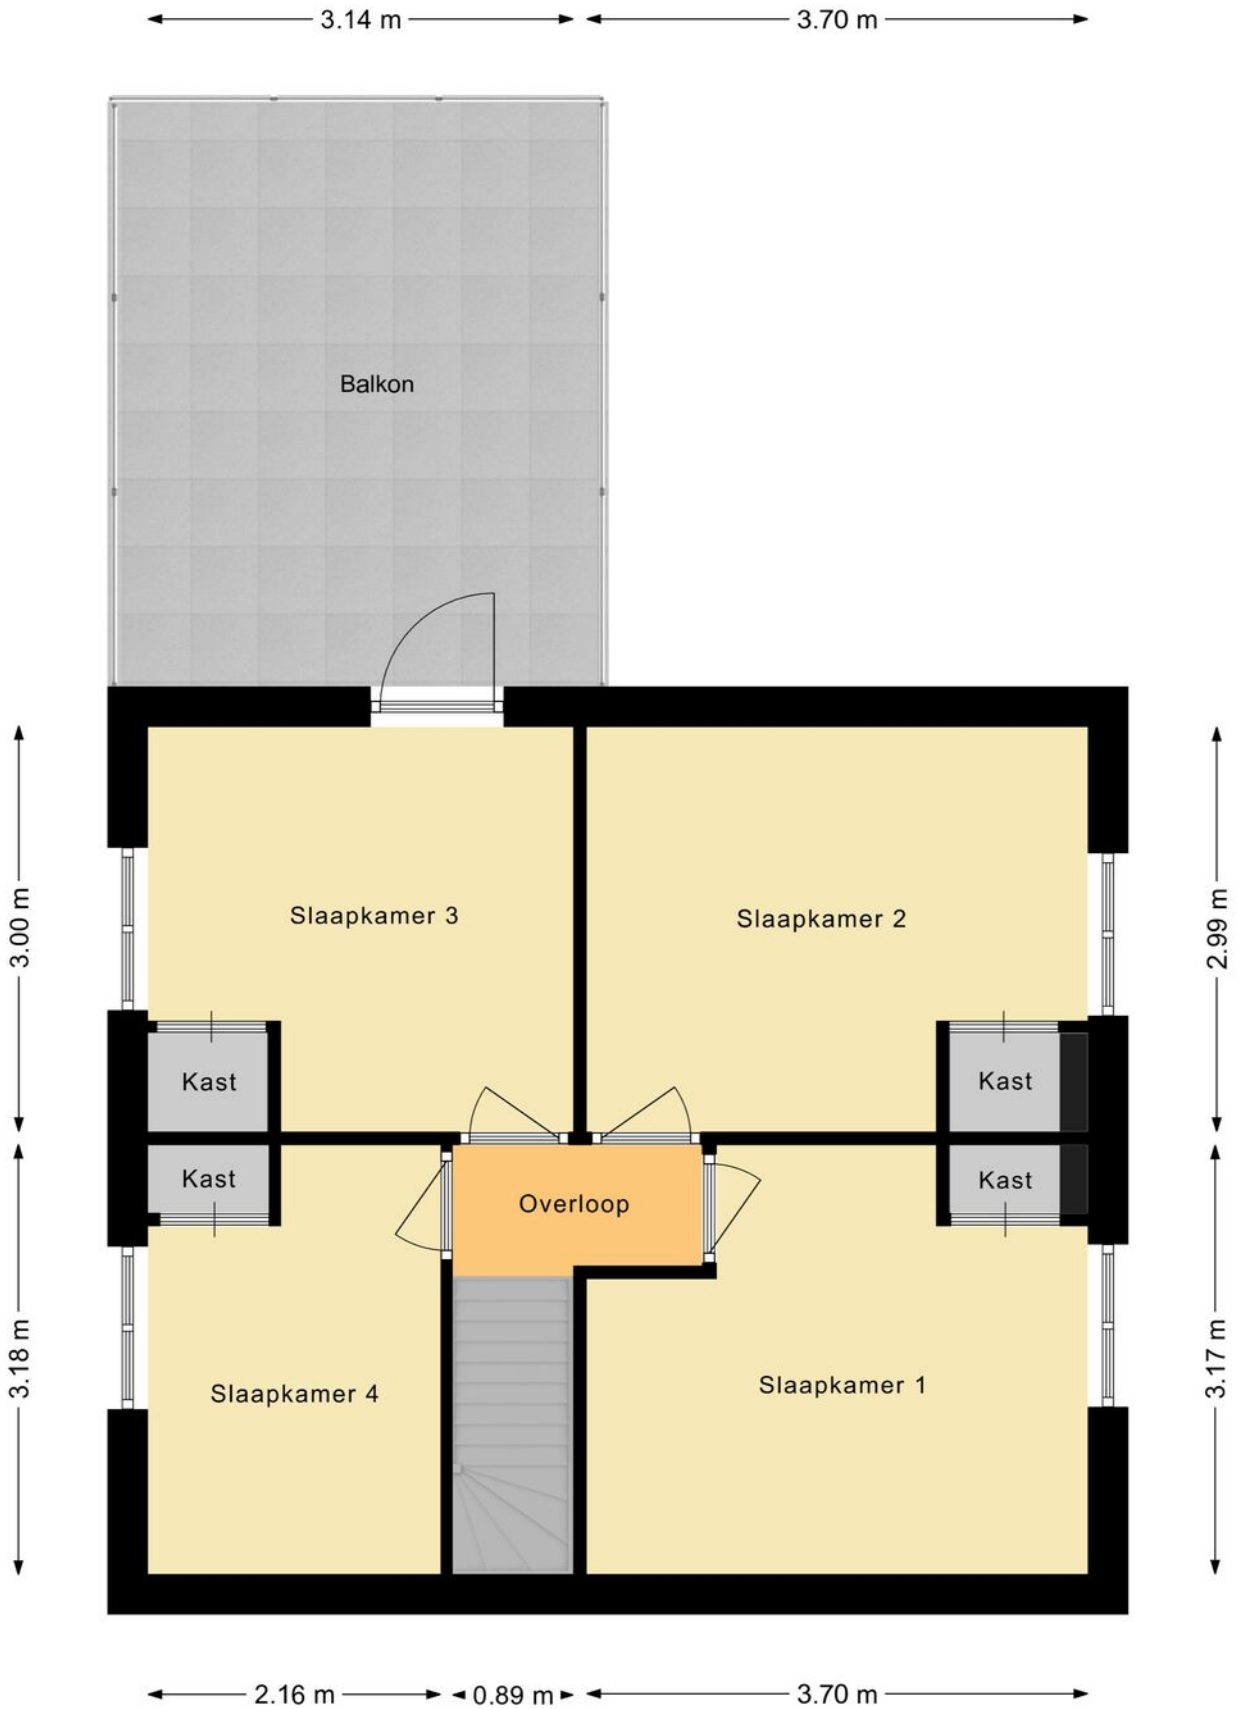 3.14 m
3.70 m
Balkon
3.00 m
2.99 m
Slaapkamer 3
Slaapkamer 2
Kast
Kast
Kast
Kast
Overloop
3.18 m
3.17 m
Slaapkamer 4
Slaapkamer 1
2.16 m
0.89 m
3.70 m